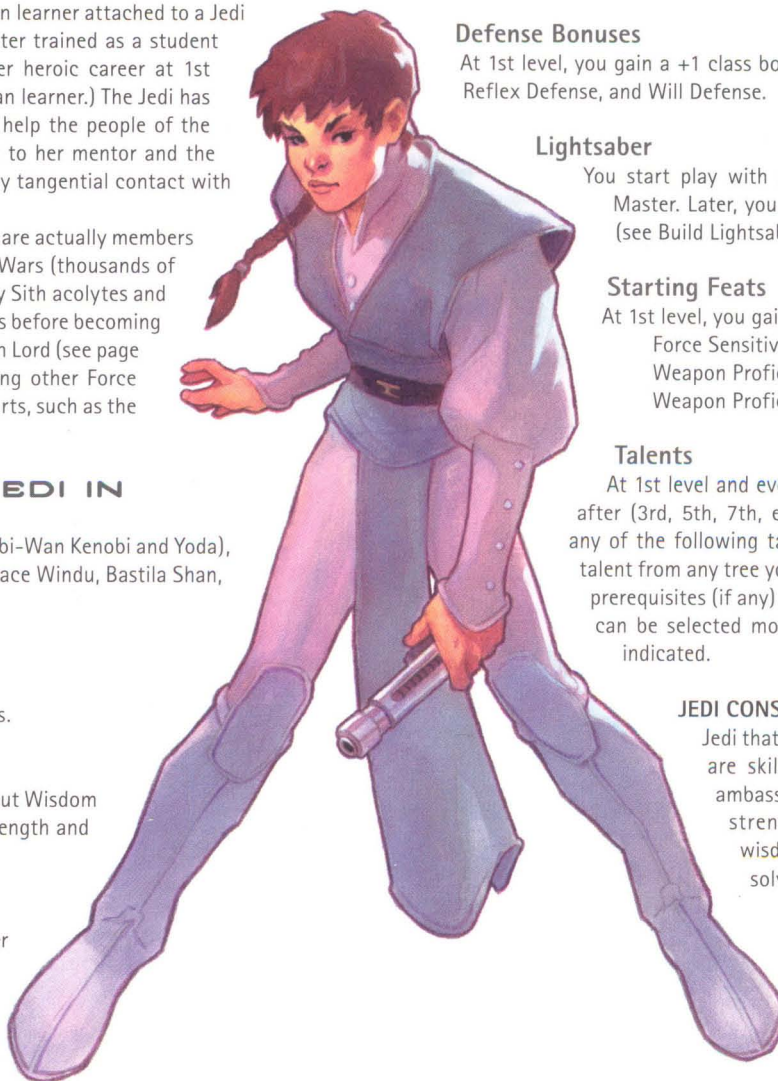 n learner attached to a Jedi
ter trained as a student
er heroic career at 1st
an learner.) The Jedi has
help the people of the
to her mentor and the
y tangential contact with
are actually members
Wars (thousands of
y Sith acolytes and
s before becoming
n Lord (see page
ng other Force
rts, such as the
EDI IN
bi-Wan Kenobi and Yoda),
ace Windu, Bastila Shan,
s.
ut Wisdom
ength and
er
Defense Bonuses
At 1st level, you gain a +1 class bo
Reflex Defense, and Will Defense.
Lightsaber
You start play with
Master. Later, you
(see Build Lightsal
Starting Feats
At 1st level, you gai
Force Sensitiv
Weapon Profic
Weapon Profic
Talents
At 1st level and eve
after (3rd, 5th, 7th, e
any of the following ta
talent from any tree yo
prerequisites (if any)
can be selected mo
indicated.
JEDI CONS
Jedi that
are skil
ambass
stren
wisd
solv